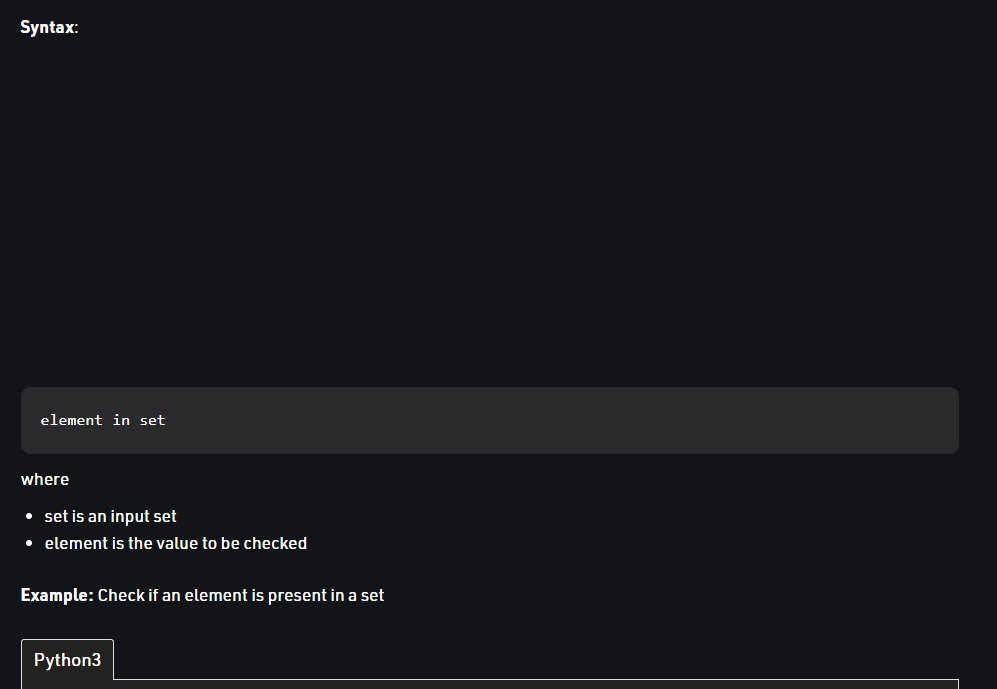 Syntax:
element in set
where
set is an input set
element is the value to be checked
Example: Check if an element is present in a set
Python3